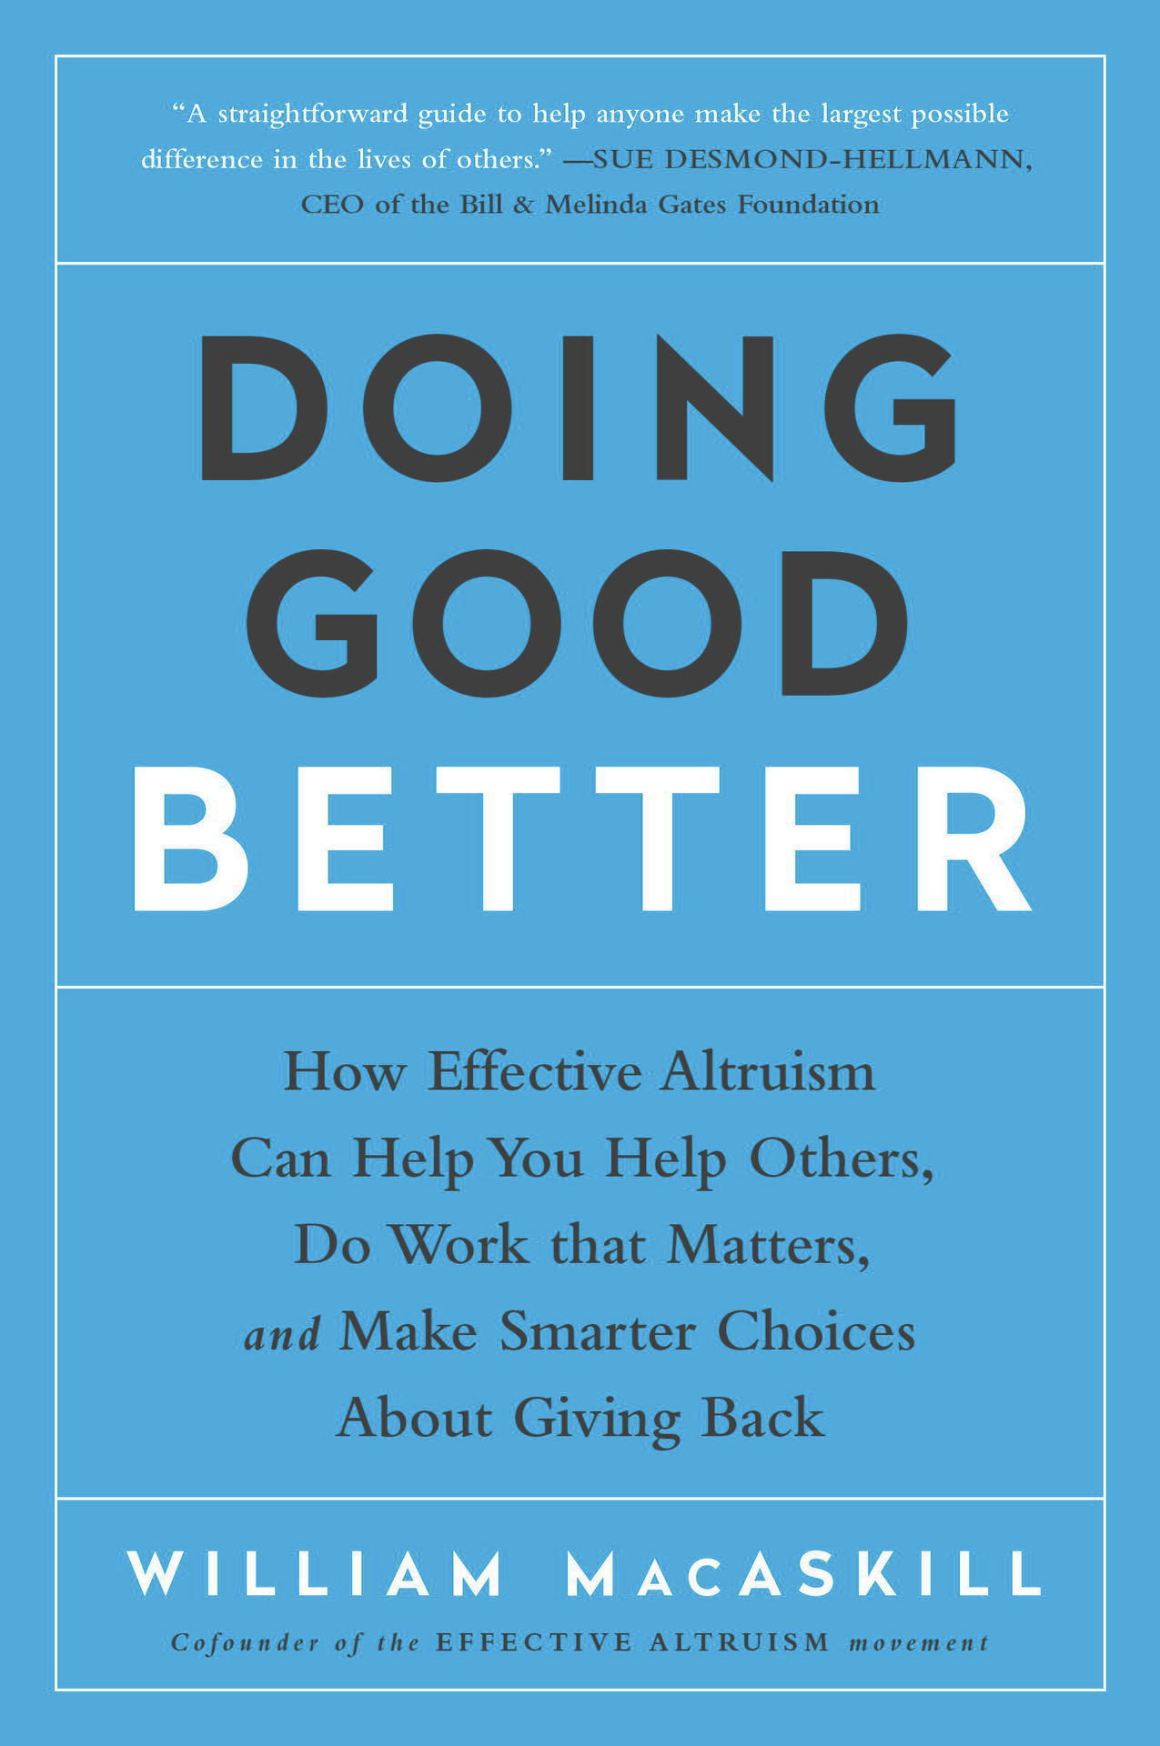 “A straightforward guide to help anyone make the largest possible
difference in the lives of others.” —SUE DESMOND-HELLMANN,
CEO of the Bill & Melinda Gates Foundation
DOING
GOOD
BETTER
How Effective Altruism
Can Help You Help Others,
Do Work that Matters,
and Make Smarter Choices
About Giving Back
WILLIAM MACASKILL
Cofounder of the EFFECTIVE ALTRUISM movement